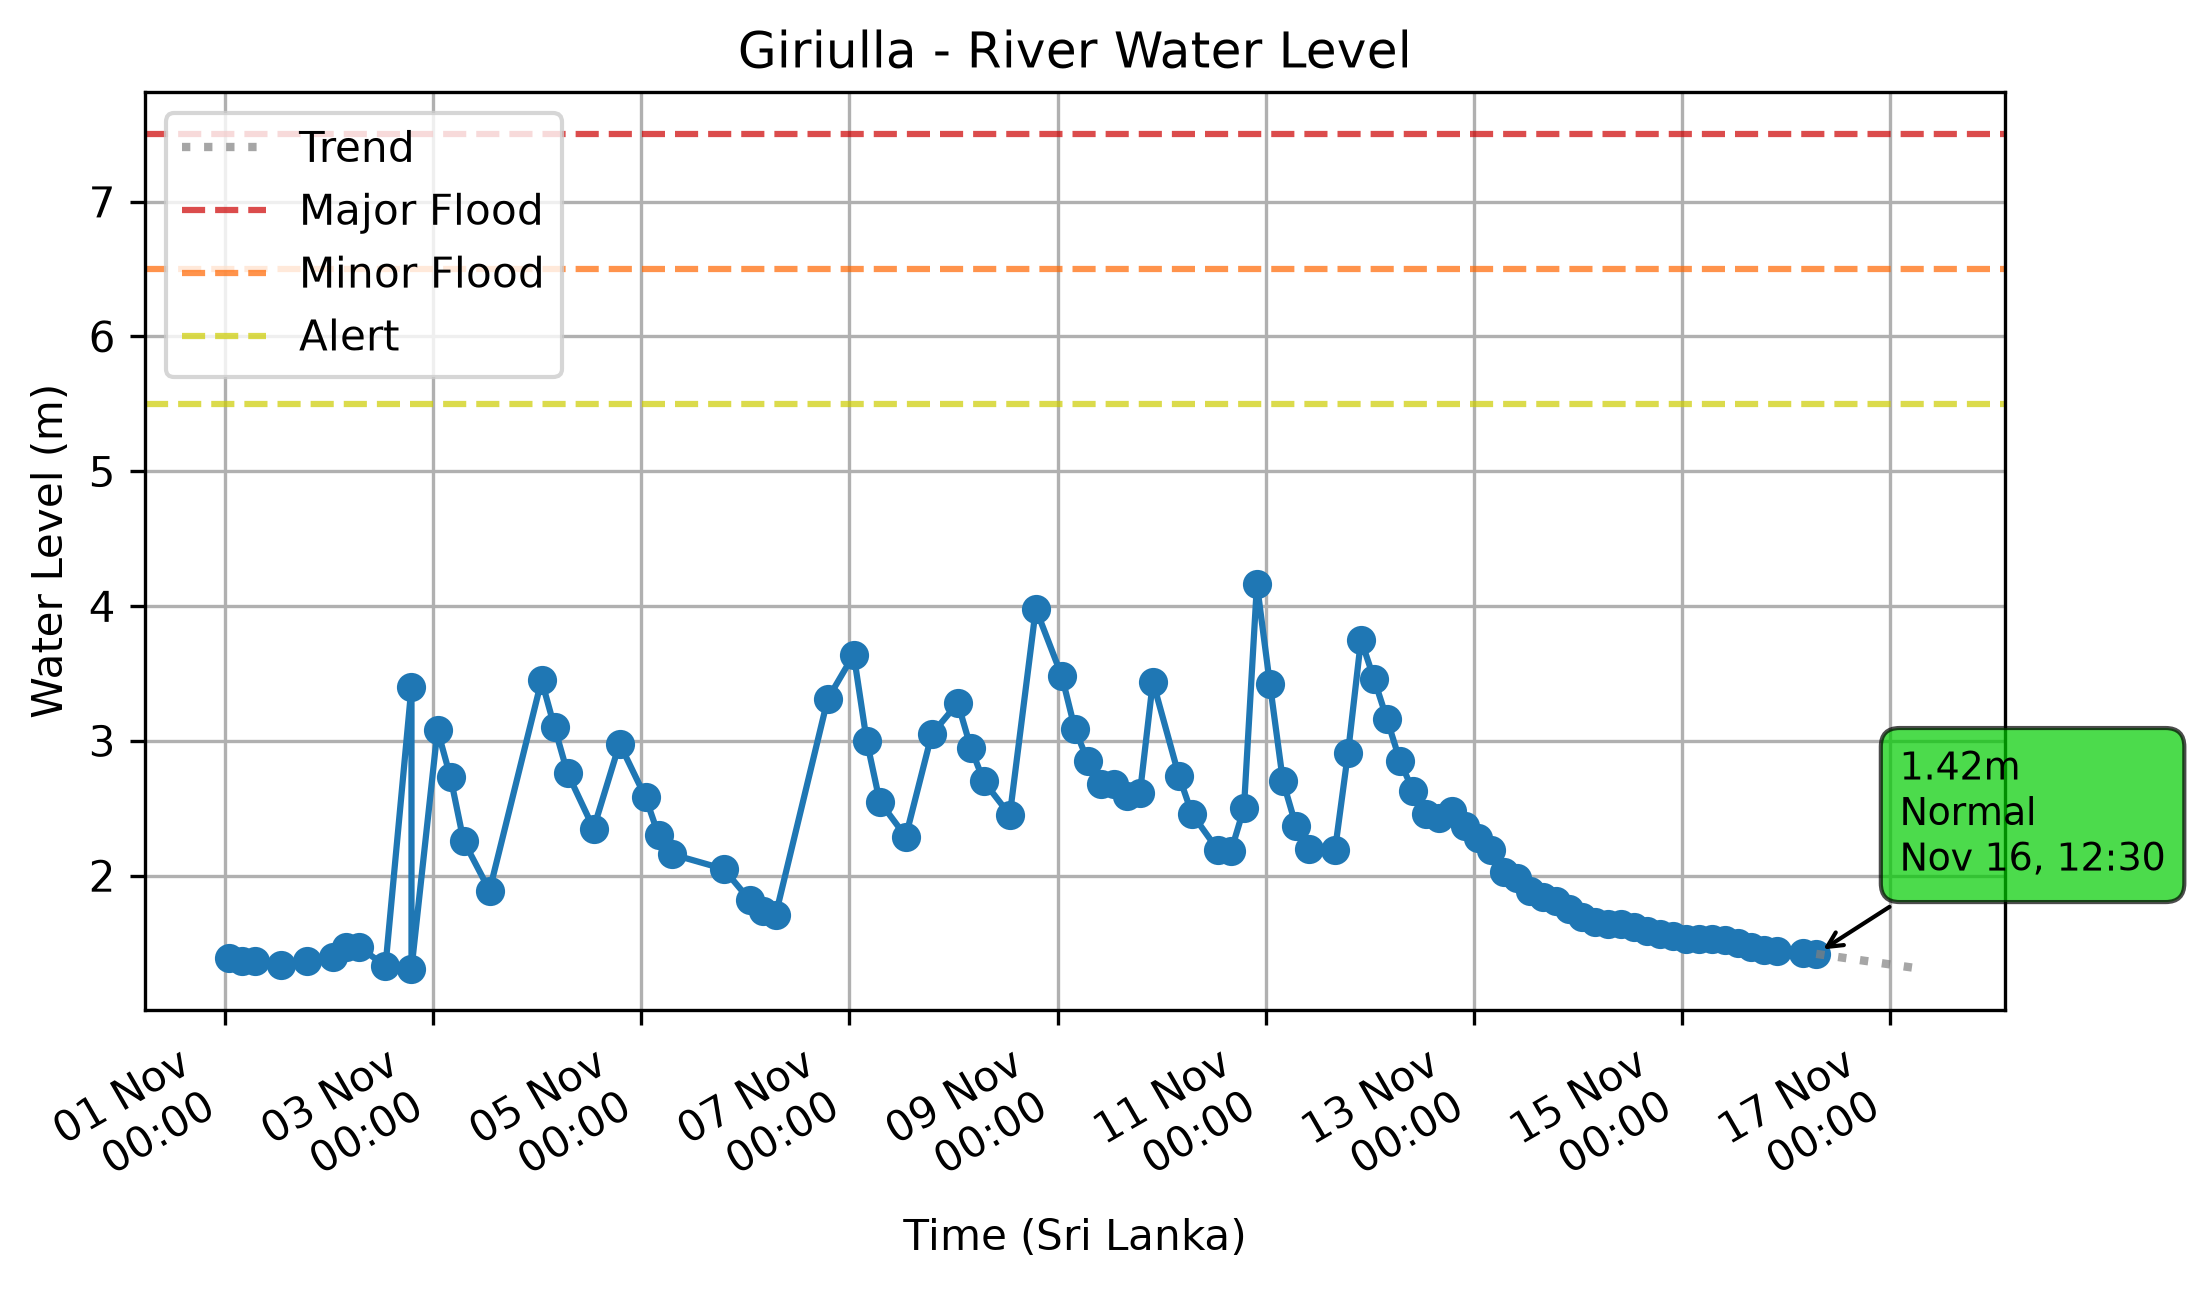 Giriulla - River Water Level
Trend
Major Flood
Minor Flood
Alert
Water Level (m)
7
6
5
4
3
2
1.42m
Normal
Nov 16, 12:30
01 Nov
00:00
03 Nov
00:00
05 Nov
00:00
07 Nov
00:00
09 Nov
00:00
11 Nov
00:00
13 Nov
00:00
15 Nov
00:00
17 Nov
00:00
Time (Sri Lanka)